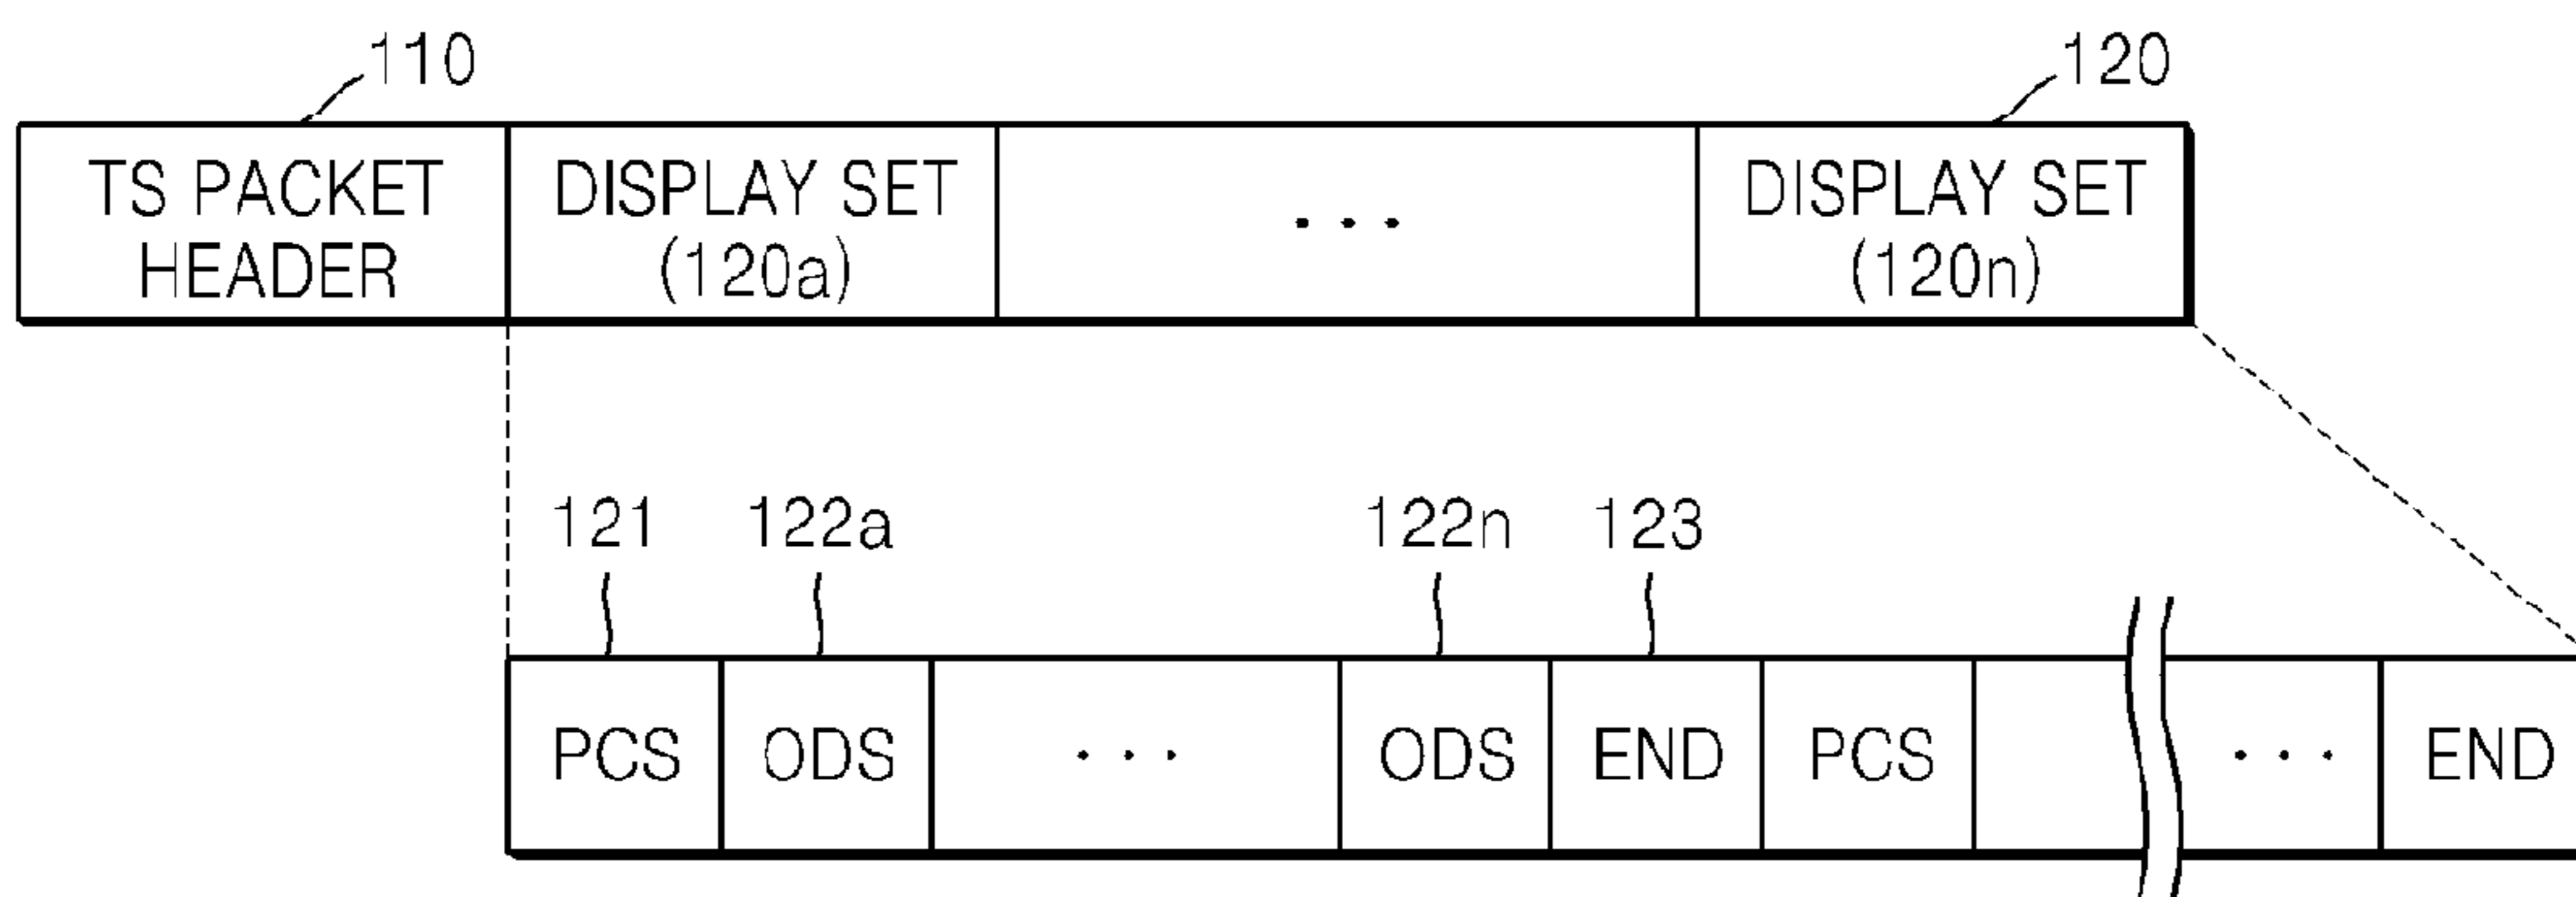 110
120
TS PACKET
HEADER
DISPLAY SET
(120a)
...
DISPLAY SET
(120n)
121
122a
122n
123
PCS
ODS
...
ODS
END
PCS
...
END